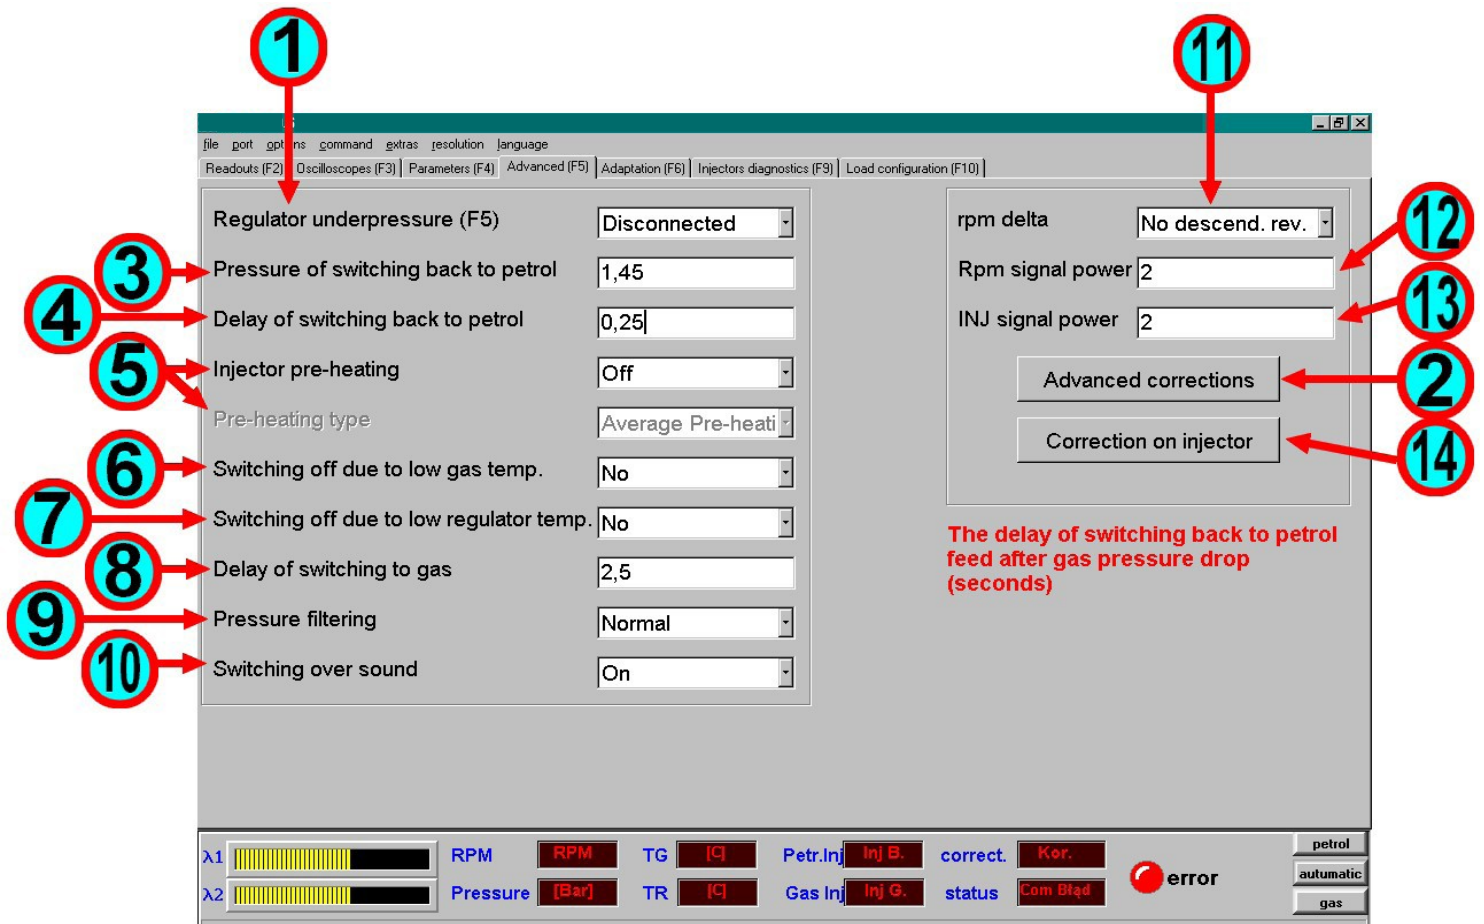 1
11
file port options command extras resolution language
Readouts (F2) Oscilloscopes (F3) Parameters (F4) Advanced (F5) Adaptation (F6) Injectors diagnostics (F9) Load configuration (F10)
Regulator underpressure (F5) Disconnected
3 Pressure of switching back to petrol 1,45
4 Delay of switching back to petrol 0,25
5 Injector pre-heating Off
Pre-heating type Average Pre-heati
6 Switching off due to low gas temp. No
7 Switching off due to low regulator temp. No
8 Delay of switching to gas 2,5
9 Pressure filtering Normal
10 Switching over sound On
rpm delta No descend. rev.
Rpm signal power 2 12
INJ signal power 2 13
Advanced corrections 2
Correction on injector 14
The delay of switching back to petrol
feed after gas pressure drop
(seconds)
λ1 RPM RPM TG [C] Petr.Inj Inj B. correct. Kor. petrol
error autumatic
λ2 Pressure [Bar] TR [C] Gas Inj Inj G. status Com Błąd gas